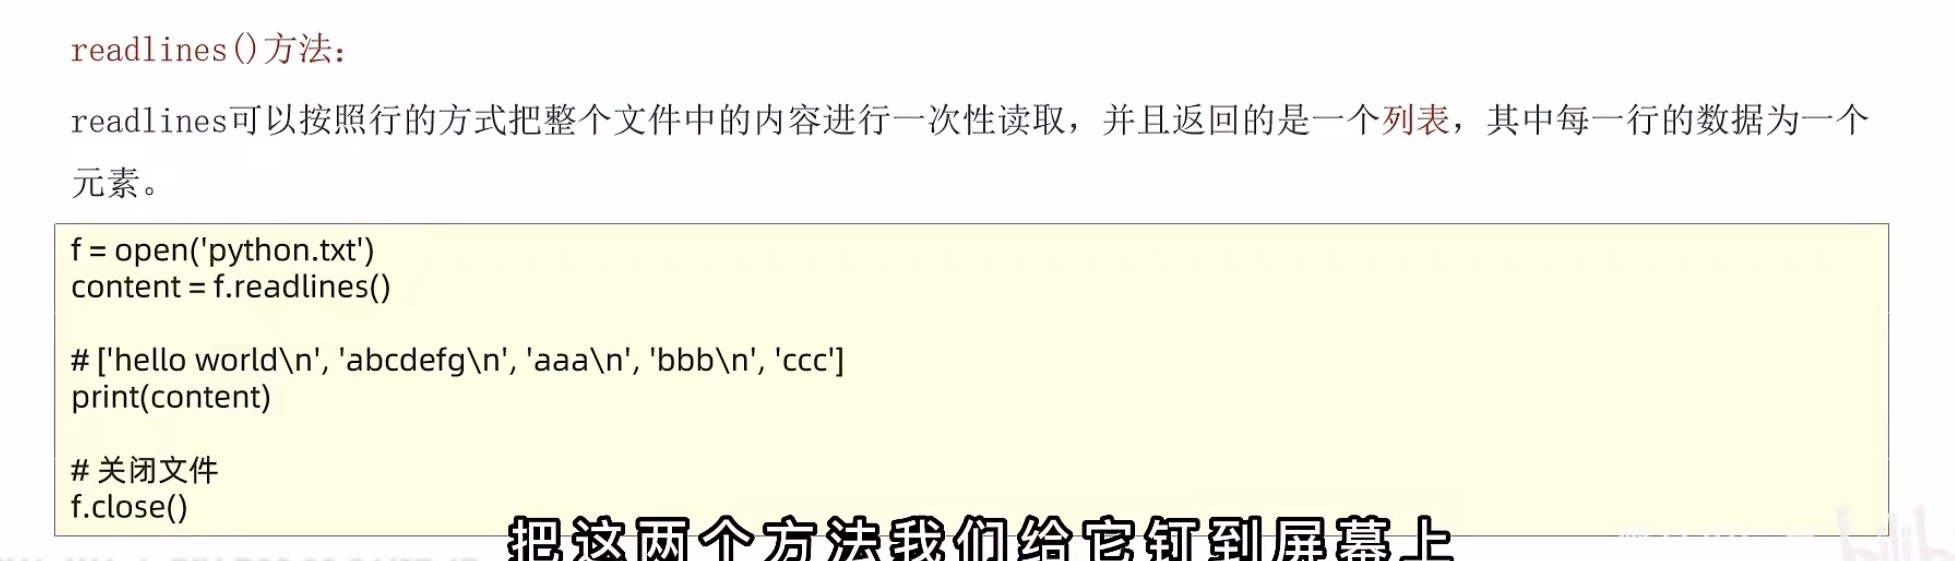 readlines()方法：
readlines可以按照行的方式把整个文件中的内容进行一次性读取，并且返回的是一个列表，其中每一行的数据为一个
元素。
f = open('python.txt')
content = f.readlines()
# ['hello world\n', 'abcdefg\n', 'aaa\n', 'bbb\n', 'ccc']
print(content)
# 关闭文件
f.close()
把这两个方法我们给它钉到屏幕上